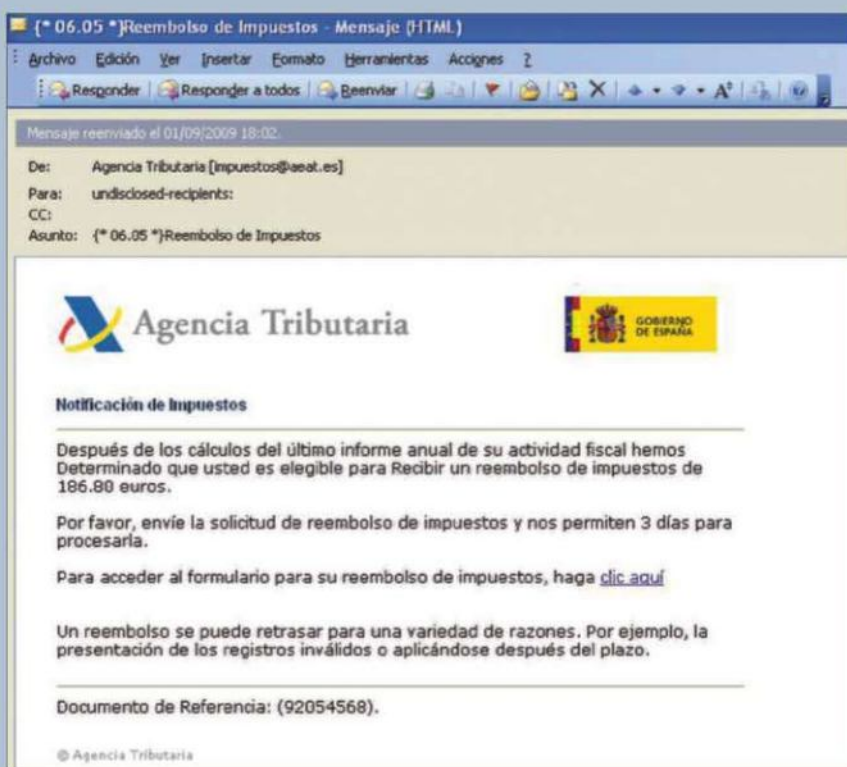 {* 06.05 *}Reembolso de Impuestos - Mensaje (HTML)
Archivo Edición Ver Insertar Formato Herramientas Acciones ?
Responder Responder a todos Reenviar
Mensaje reenviado el 01/09/2009 18:02.
De: Agencia Tributaria [impuestos@aeat.es]
Para: undisclosed-recipients:
CC:
Asunto: {* 06.05 *}Reembolso de Impuestos
Agencia Tributaria
GOBIERNO
DE ESPAÑA
Notificación de Impuestos
Después de los cálculos del último informe anual de su actividad fiscal hemos
Determinado que usted es elegible para Recibir un reembolso de impuestos de
186.80 euros.
Por favor, envíe la solicitud de reembolso de impuestos y nos permiten 3 días para
procesarla.
Para acceder al formulario para su reembolso de impuestos, haga clic aquí
Un reembolso se puede retrasar para una variedad de razones. Por ejemplo, la
presentación de los registros inválidos o aplicándose después del plazo.
Documento de Referencia: (92054568).
© Agencia Tributaria